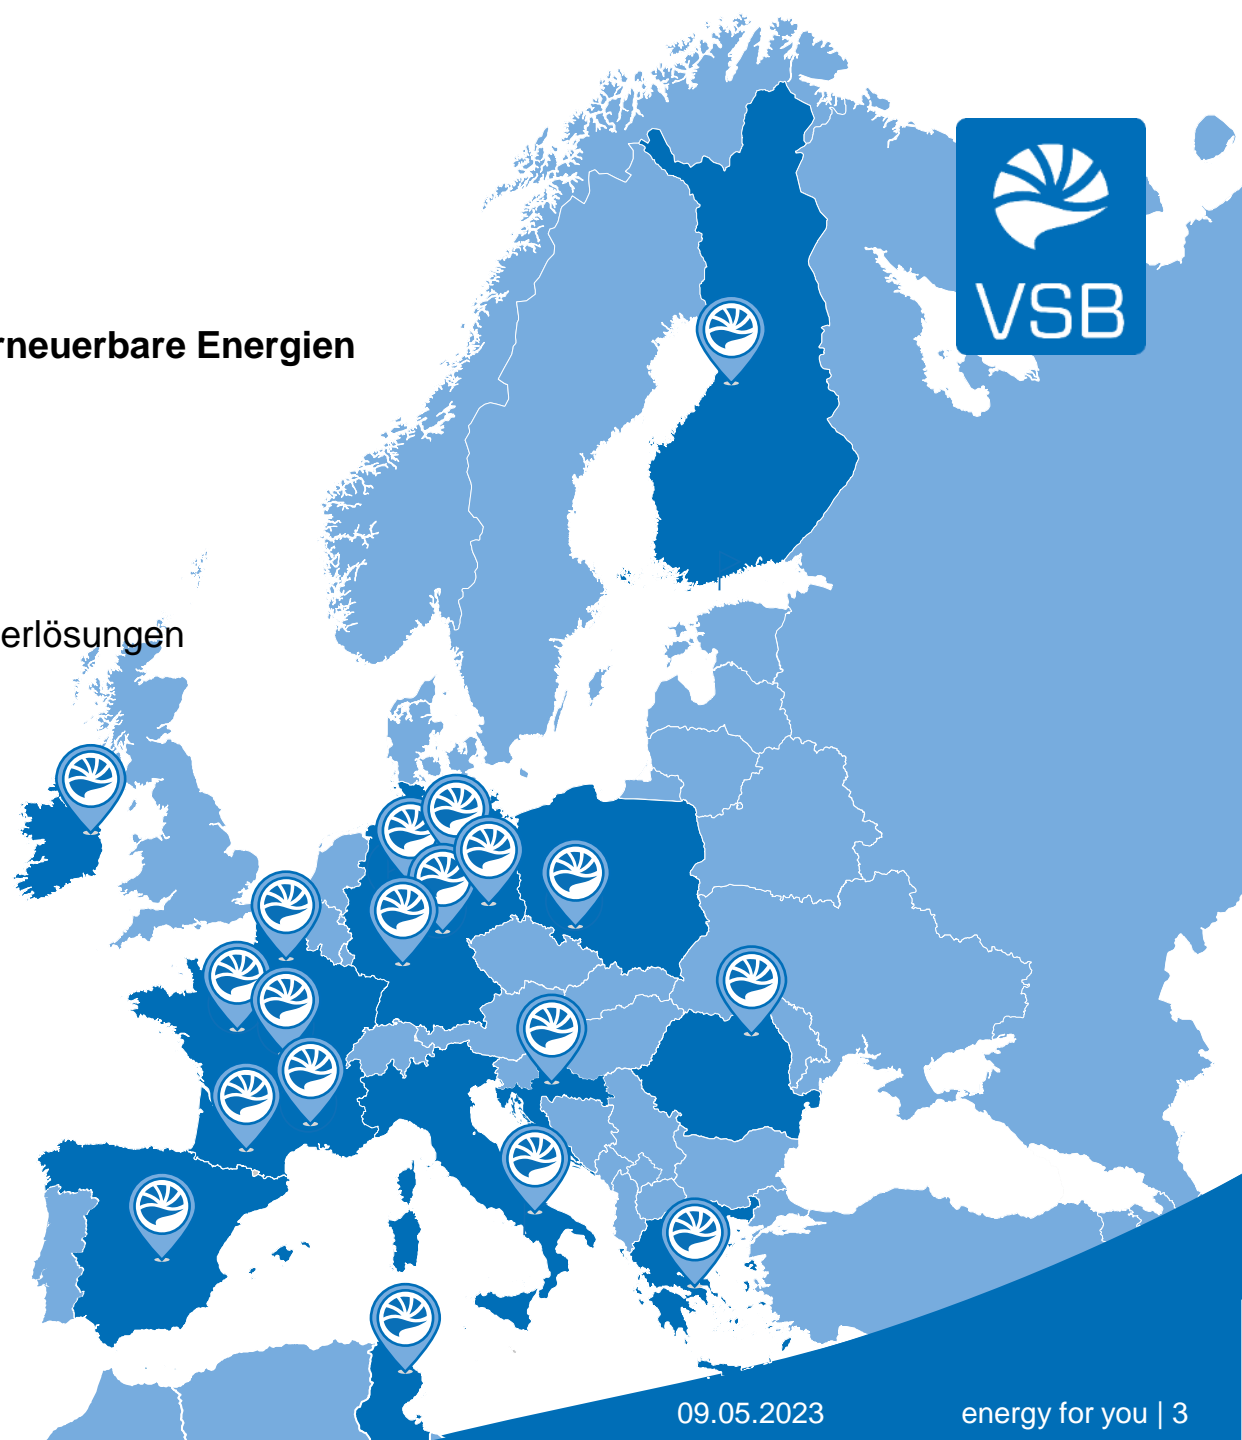 VSB
rneuerbare Energien
erlösungen
09.05.2023
energy for you | 3